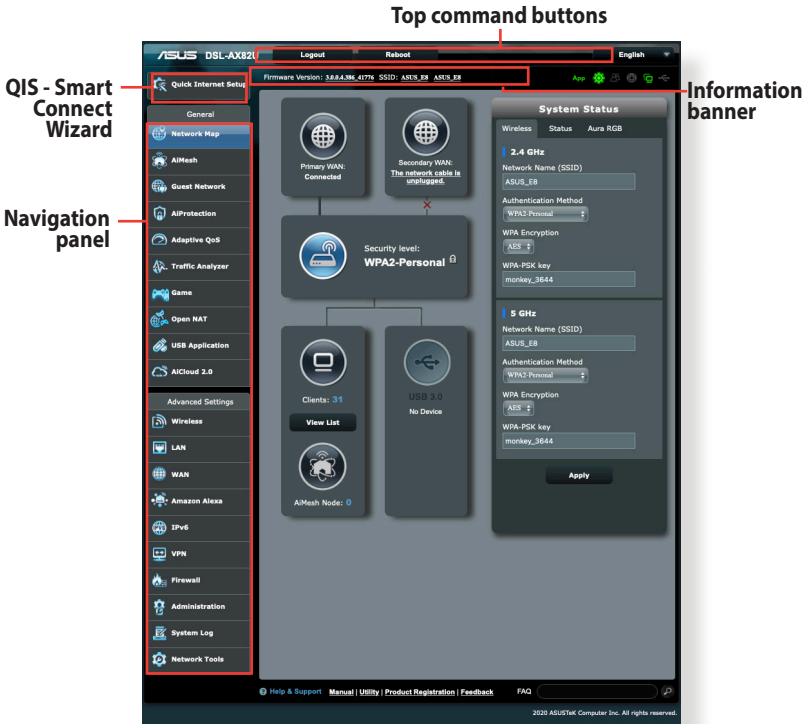 Top command buttons
ASUS DSL-AX82U
Logout
Reboot
English
QIS - Smart
Connect
Wizard
Quick Internet Setup
Firmware Version: 3.0.0.4.386_41776 SSID: ASUS_E8 ASUS_E8
App
Information
banner
Navigation
panel
General
Network Map
AiMesh
Guest Network
AiProtection
Adaptive QoS
Traffic Analyzer
Game
Open NAT
USB Application
AiCloud 2.0
Advanced Settings
Wireless
LAN
WAN
Amazon Alexa
IPv6
VPN
Firewall
Administration
System Log
Network Tools
Primary WAN:
Connected
Secondary WAN:
The network cable is
unplugged.
Security level:
WPA2-Personal
Clients: 31
View List
AiMesh Node: 0
USB 3.0
No Device
System Status
Wireless
Status
Aura RGB
2.4 GHz
Network Name (SSID)
ASUS_E8
Authentication Method
WPA2-Personal
WPA Encryption
AES
WPA-PSK key
monkey_3644
5 GHz
Network Name (SSID)
ASUS_E8
Authentication Method
WPA2-Personal
WPA Encryption
AES
WPA-PSK key
monkey_3644
Apply
Help & Support Manual | Utility | Product Registration | Feedback
FAQ
2020 ASUSTeK Computer Inc. All rights reserved.